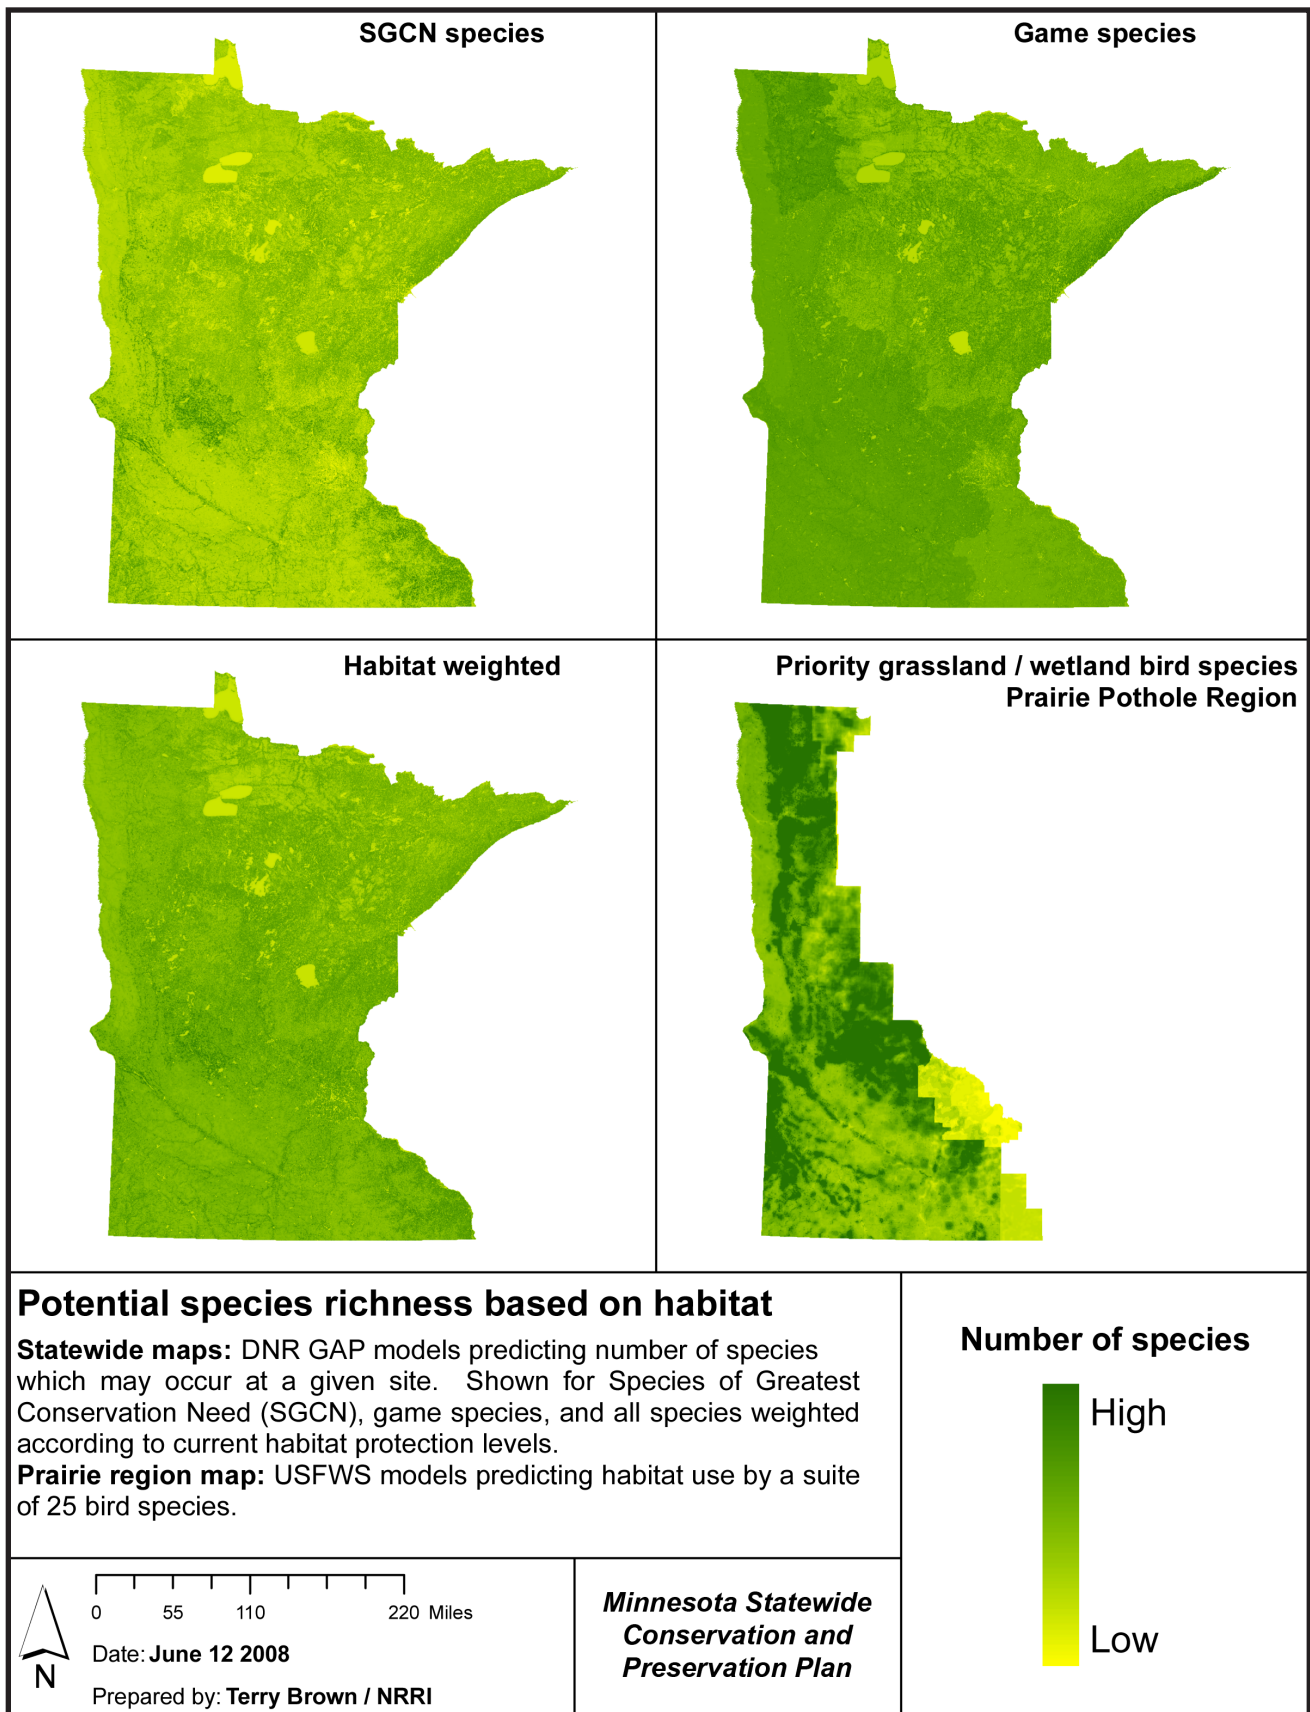 SGCN species
Game species
Habitat weighted
Priority grassland / wetland bird species
Prairie Pothole Region
Potential species richness based on habitat
Statewide maps: DNR GAP models predicting number of species
which may occur at a given site. Shown for Species of Greatest
Conservation Need (SGCN), game species, and all species weighted
according to current habitat protection levels.
Prairie region map: USFWS models predicting habitat use by a suite
of 25 bird species.
Number of species
High
Low
0 55 110 220 Miles
N
Date: June 12 2008
Prepared by: Terry Brown / NRRI
Minnesota Statewide
Conservation and
Preservation Plan